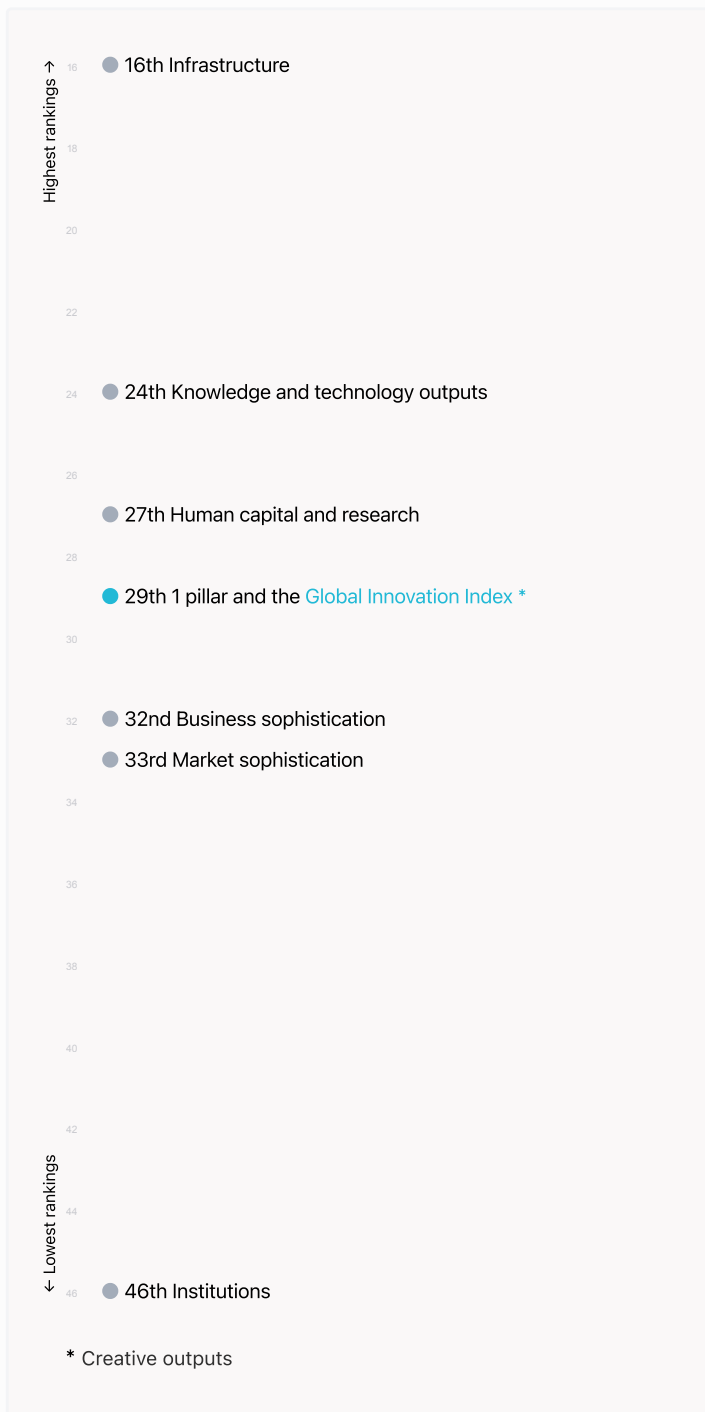 Highest rankings →
16
16th Infrastructure
18
20
22
24
24th Knowledge and technology outputs
26
27th Human capital and research
28
29th 1 pillar and the Global Innovation Index *
30
32
32nd Business sophistication
33rd Market sophistication
34
36
38
40
42
44
← Lowest rankings
46
46th Institutions
* Creative outputs